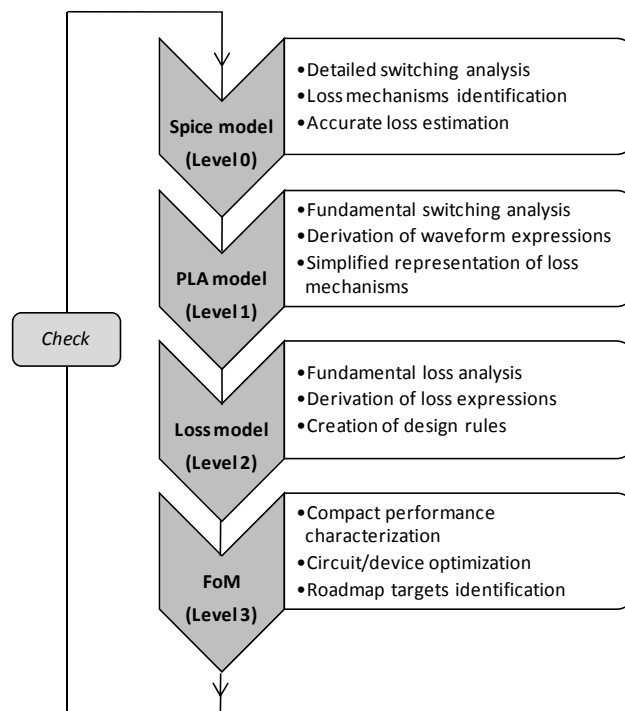 •Detailed switching analysis
•Loss mechanisms identification
•Accurate loss estimation
Spice model
(Level 0)
•Fundamental switching analysis
•Derivation of waveform expressions
•Simplified representation of loss
mechanisms
PLA model
(Level 1)
Check
•Fundamental loss analysis
•Derivation of loss expressions
•Creation of design rules
Loss model
(Level 2)
•Compact performance
characterization
•Circuit/device optimization
•Roadmap targets identification
FoM
(Level 3)